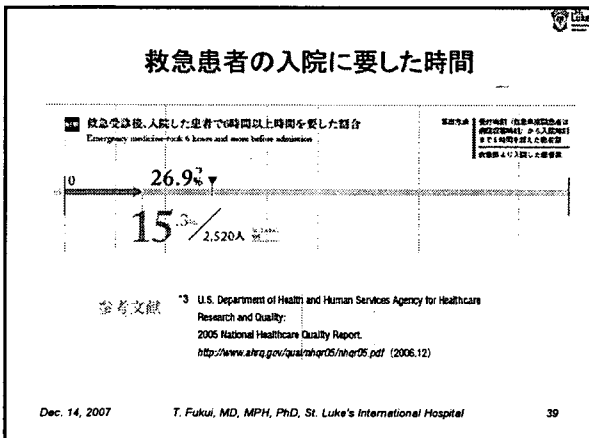 St.
Luke's
救急患者の入院に要した時間
救急受診後、入院した患者で6時間以上時間を要した割合
Emergency medicine-took 6 hours and more before admission
0
26.9%
15.3%/2,520人
参考文献
*3 U.S. Department of Health and Human Services Agency for Healthcare
Research and Quality:
2005 National Healthcare Quality Report.
http://www.ahrq.gov/qual/nhqr05/nhqr05.pdf (2006.12)
Dec. 14, 2007 T. Fukui, MD, MPH, PhD, St. Luke's International Hospital 39